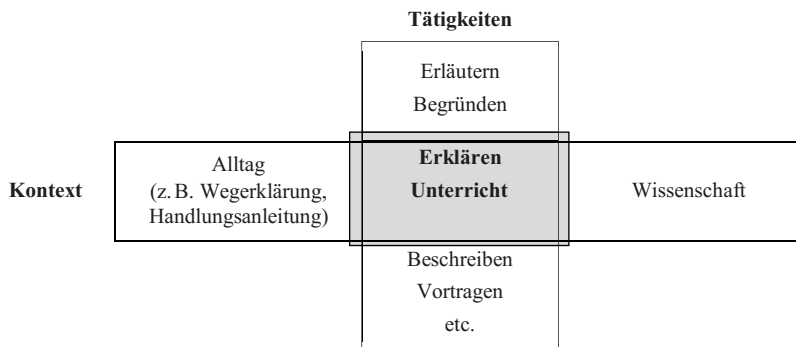 Tätigkeiten
Erläutern
Begründen
Kontext
Alltag
(z. B. Wegerklärung,
Handlungsanleitung)
Erklären
Unterricht
Wissenschaft
Beschreiben
Vortragen
etc.